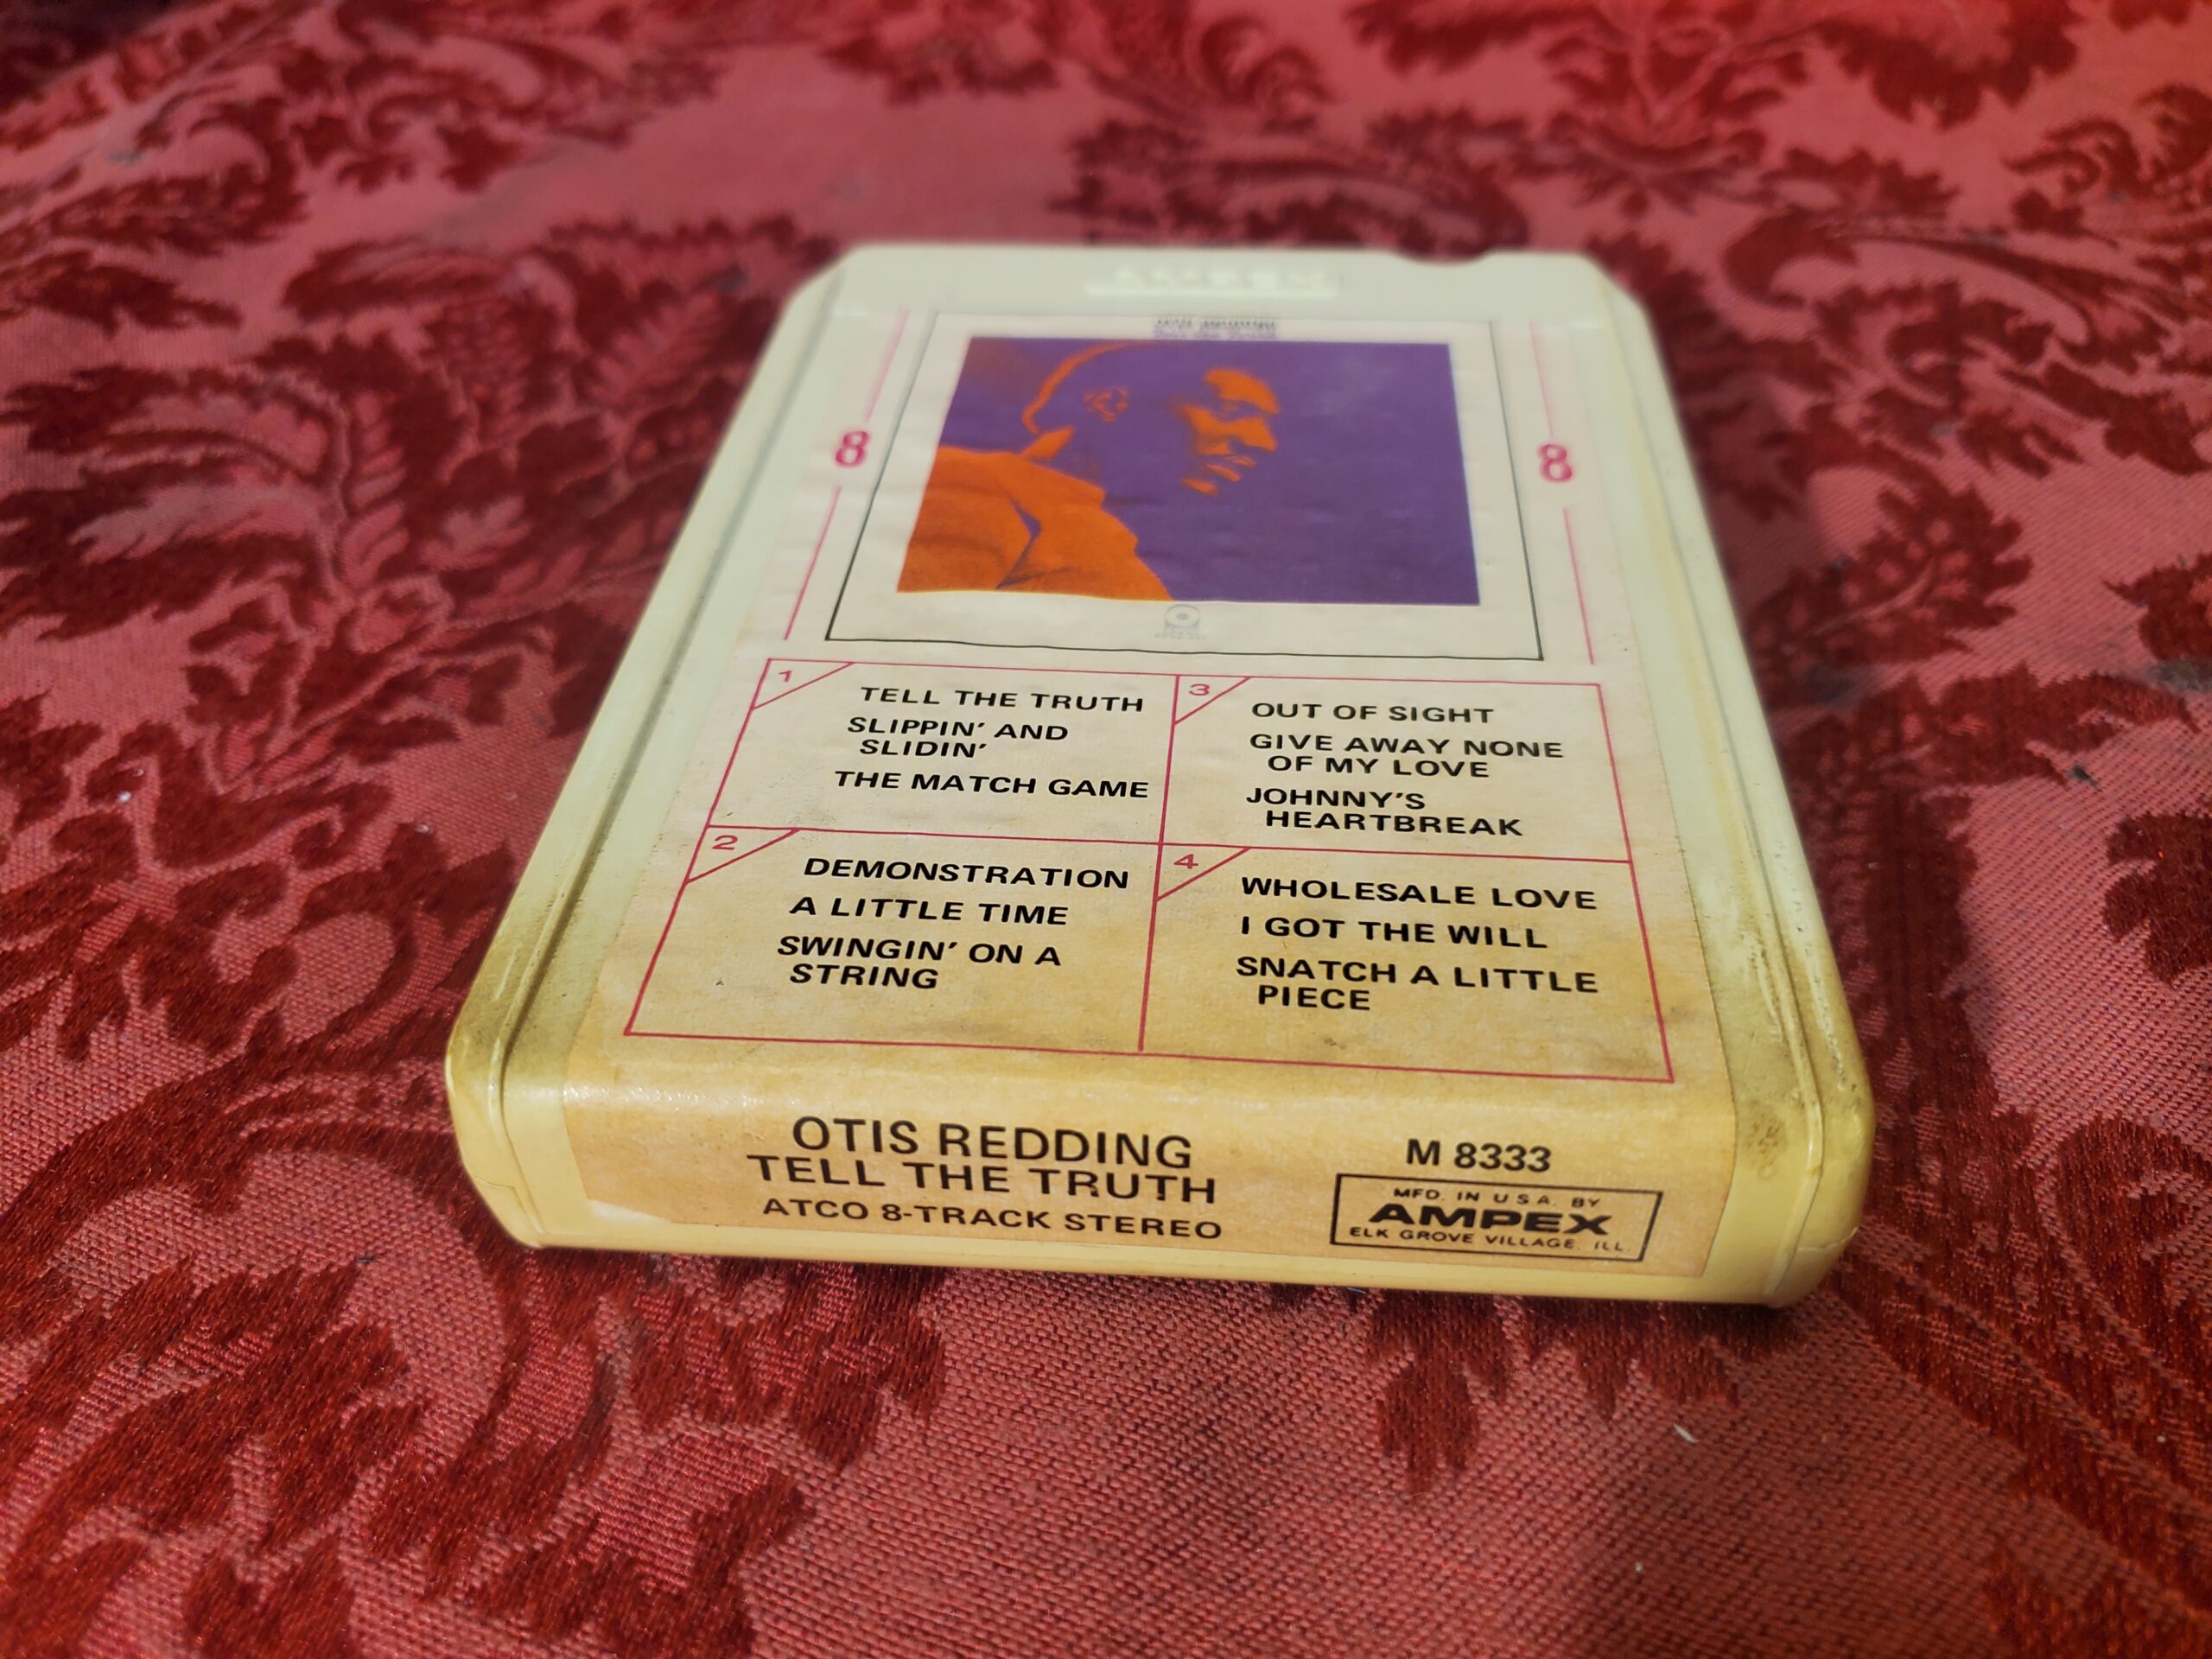 AMPEX
8
8
1
TELL THE TRUTH
SLIPPIN' AND
SLIDIN'
THE MATCH GAME
3
OUT OF SIGHT
GIVE AWAY NONE
OF MY LOVE
JOHNNY'S
HEARTBREAK
2
DEMONSTRATION
A LITTLE TIME
SWINGIN' ON A
STRING
4
WHOLESALE LOVE
I GOT THE WILL
SNATCH A LITTLE
PIECE
OTIS REDDING
TELL THE TRUTH
ATCO 8-TRACK STEREO
M 8333
MFD. IN U.S.A. BY
AMPEX
ELK GROVE VILLAGE, ILL.